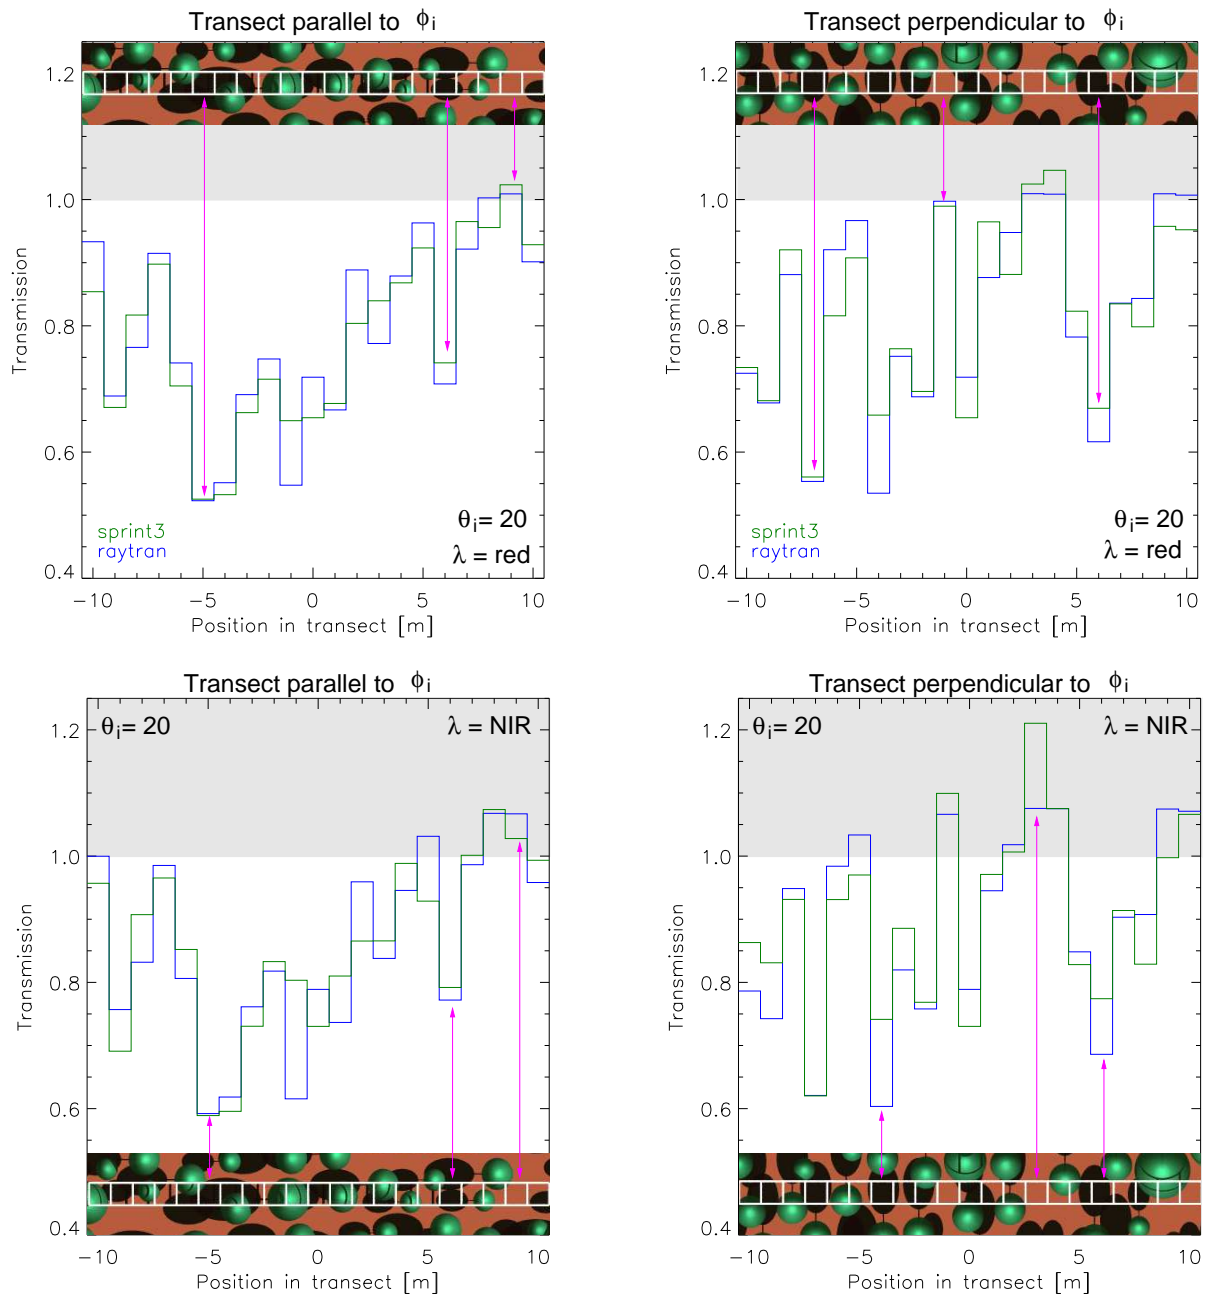 Transect parallel to ϕi
1.2
1.0
0.8
0.6
0.4
Transmission
sprint3
raytran
θi= 20
λ = red
−10 −5 0 5 10
Position in transect [m]
Transect perpendicular to ϕi
1.2
1.0
0.8
0.6
0.4
Transmission
sprint3
raytran
θi= 20
λ = red
−10 −5 0 5 10
Position in transect [m]
Transect parallel to ϕi
θi= 20 λ = NIR
1.2
1.0
0.8
0.6
0.4
Transmission
−10 −5 0 5 10
Position in transect [m]
Transect perpendicular to ϕi
θi= 20 λ = NIR
1.2
1.0
0.8
0.6
0.4
Transmission
−10 −5 0 5 10
Position in transect [m]